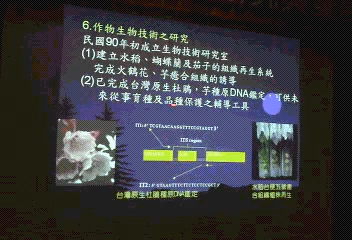 6.作物生物技術之研究
民國90年初成立生物技術研究室
(1)建立水稻、蝴蝶蘭及茄子的組織再生系統
完成火鶴花、芋癒合組織的誘導
(2)已完成台灣原生杜鵑，芋種原DNA鑑定，可供未
來從事育種及品種保護之輔導工具
ITS region
台灣原生杜鵑種原DNA鑑定